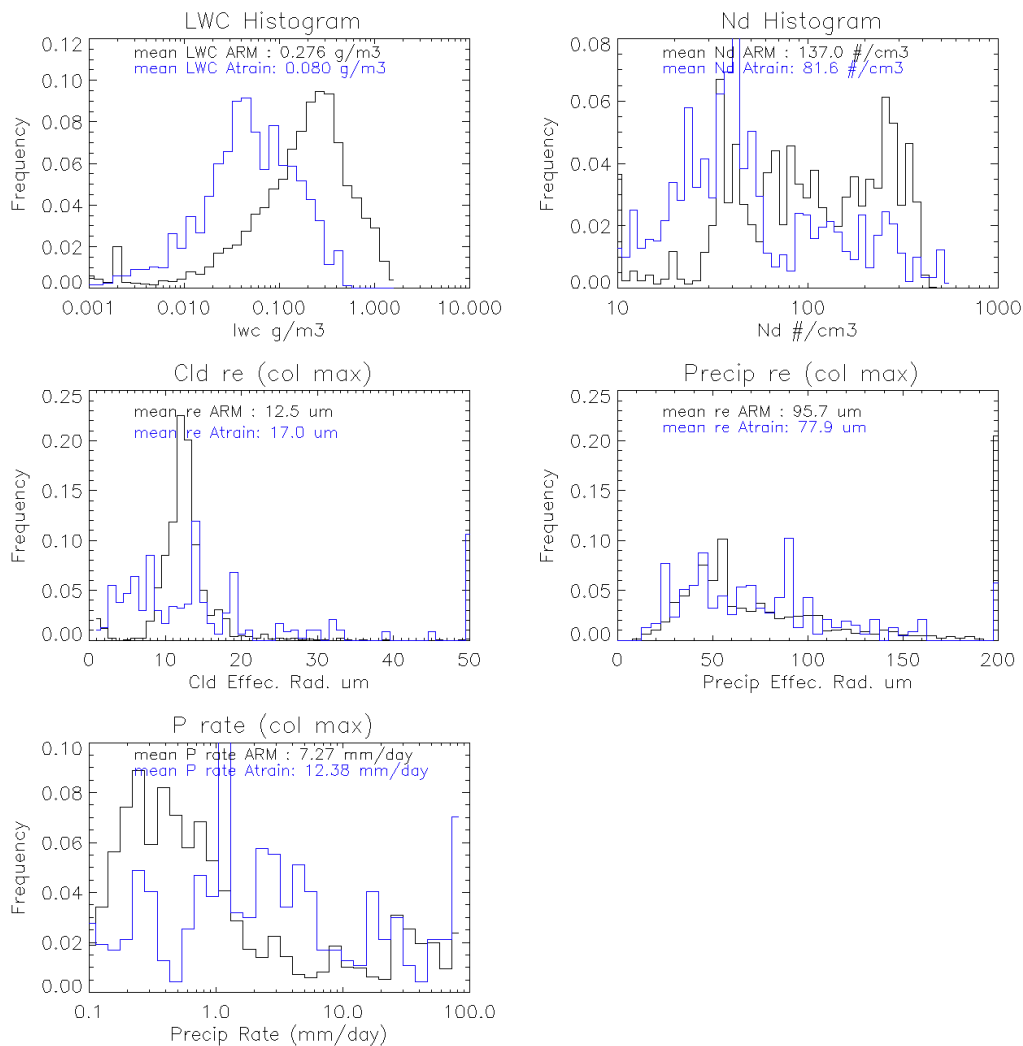 LWC Histogram
mean LWC ARM : 0.276 g/m3
mean LWC Atrain: 0.080 g/m3
0.12
0.10
0.08
0.06
0.04
0.02
0.00
Frequency
0.001 0.010 0.100 1.000 10.000
lwc g/m3
Nd Histogram
mean Nd ARM : 137.0 #/cm3
mean Nd Atrain: 81.6 #/cm3
0.08
0.06
0.04
0.02
0.00
Frequency
10 100 1000
Nd #/cm3
Cld re (col max)
mean re ARM : 12.5 um
mean re Atrain: 17.0 um
0.25
0.20
0.15
0.10
0.05
0.00
Frequency
0 10 20 30 40 50
Cld Effec. Rad. um
Precip re (col max)
mean re ARM : 95.7 um
mean re Atrain: 77.9 um
0.25
0.20
0.15
0.10
0.05
0.00
Frequency
0 50 100 150 200
Precip Effec. Rad. um
P rate (col max)
mean P rate ARM : 7.27 mm/day
mean P rate Atrain: 12.38 mm/day
0.10
0.08
0.06
0.04
0.02
0.00
Frequency
0.1 1.0 10.0 100.0
Precip Rate (mm/day)